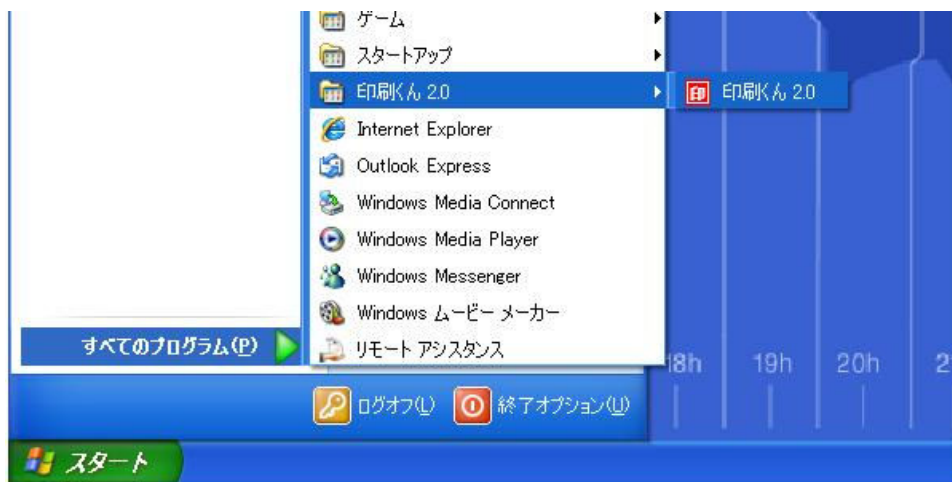 ゲーム
スタートアップ
印刷くん 2.0
印 印刷くん 2.0
Internet Explorer
Outlook Express
Windows Media Connect
Windows Media Player
Windows Messenger
Windows ムービー メーカー
すべてのプログラム(P)
リモート アシスタンス
18h 19h 20h 2
ログオフ(L) 終了オプション(U)
スタート